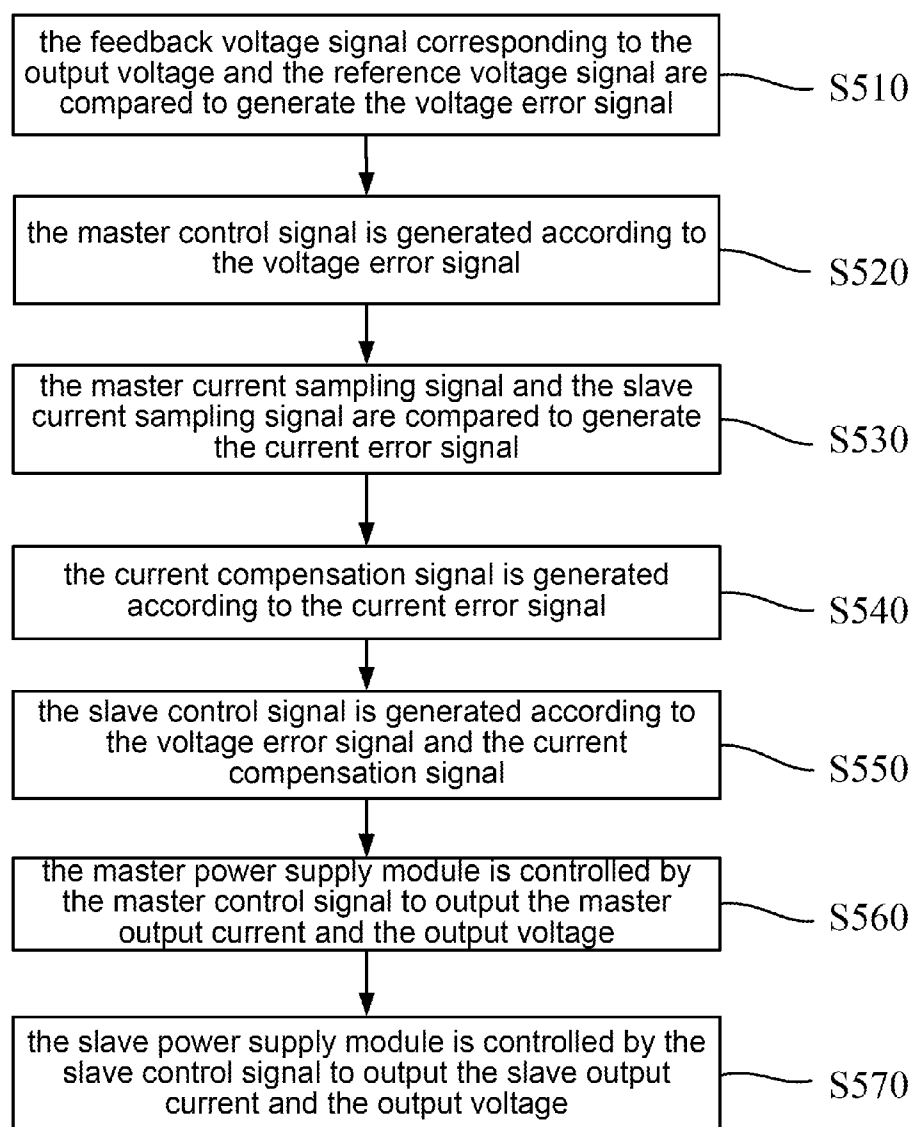 the feedback voltage signal corresponding to the
output voltage and the reference voltage signal are
compared to generate the voltage error signal
S510
the master control signal is generated according to
the voltage error signal
S520
the master current sampling signal and the slave
current sampling signal are compared to generate
the current error signal
S530
the current compensation signal is generated
according to the current error signal
S540
the slave control signal is generated according to
the voltage error signal and the current
compensation signal
S550
the master power supply module is controlled by
the master control signal to output the master
output current and the output voltage
S560
the slave power supply module is controlled by the
slave control signal to output the slave output
current and the output voltage
S570